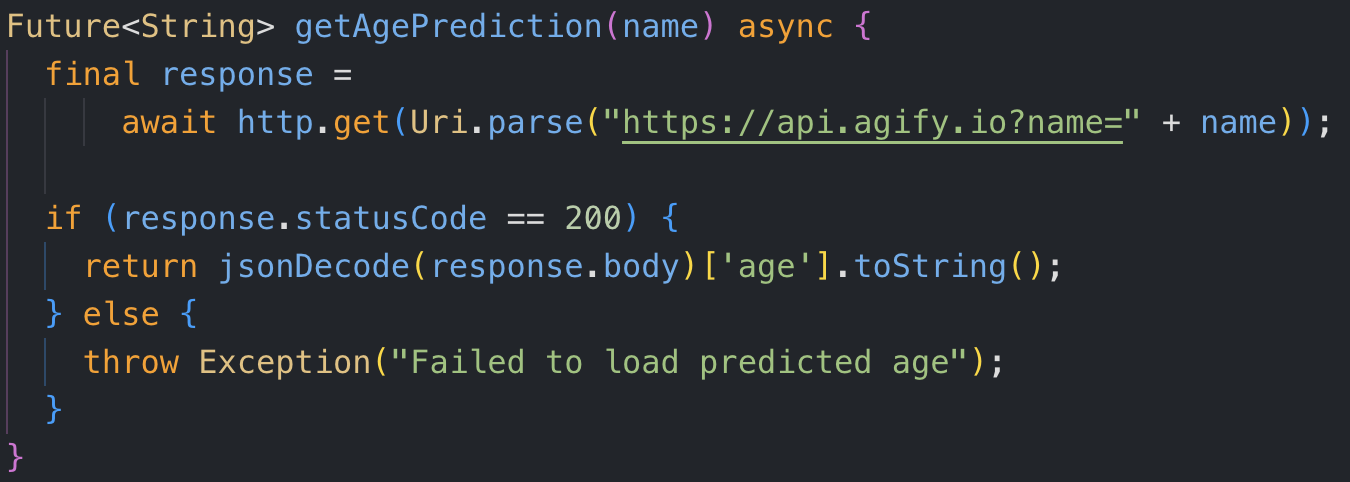 Future<String> getAgePrediction(name) async {
  final response =
      await http.get(Uri.parse("https://api.agify.io?name=" + name));

  if (response.statusCode == 200) {
    return jsonDecode(response.body)['age'].toString();
  } else {
    throw Exception("Failed to load predicted age");
  }
}